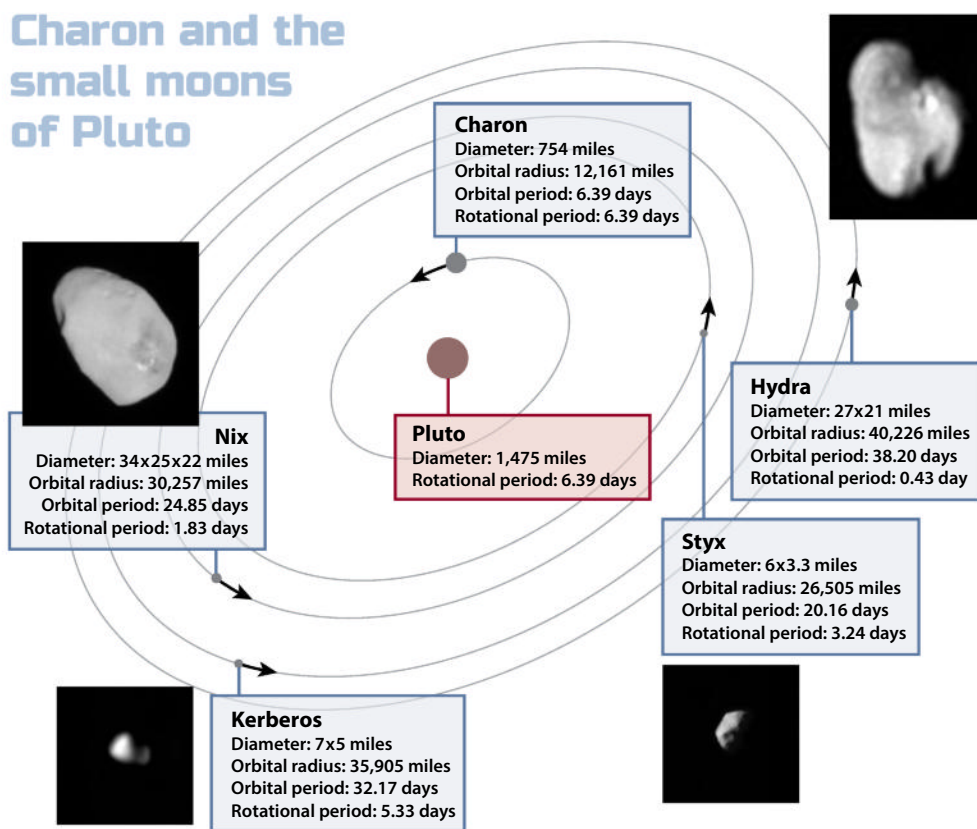 Charon and the
small moons
of Pluto
Charon
Diameter: 754 miles
Orbital radius: 12,161 miles
Orbital period: 6.39 days
Rotational period: 6.39 days
Nix
Diameter: 34x25x22 miles
Orbital radius: 30,257 miles
Orbital period: 24.85 days
Rotational period: 1.83 days
Pluto
Diameter: 1,475 miles
Rotational period: 6.39 days
Hydra
Diameter: 27x21 miles
Orbital radius: 40,226 miles
Orbital period: 38.20 days
Rotational period: 0.43 day
Styx
Diameter: 6x3.3 miles
Orbital radius: 26,505 miles
Orbital period: 20.16 days
Rotational period: 3.24 days
Kerberos
Diameter: 7x5 miles
Orbital radius: 35,905 miles
Orbital period: 32.17 days
Rotational period: 5.33 days